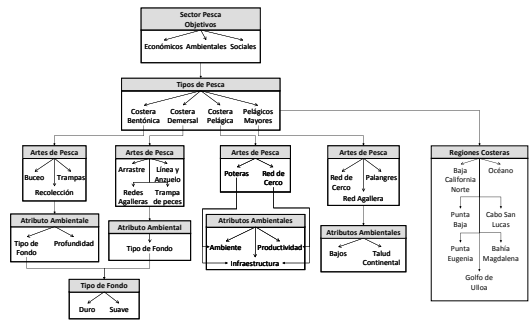 Sector Pesca
Objetivos
Económicos Ambientales Sociales
Tipos de Pesca
Costera Bentónica
Costera Demersal
Costera Pelágica
Pelágicos Mayores
Artes de Pesca
Buceo Trampas
Recolección
Atributo Ambientale
Tipo de Fondo
Profundidad
Artes de Pesca
Arrastre
Línea y Anzuelo
Redes Agalleras
Trampa de peces
Atributo Ambiental
Tipo de Fondo
Tipo de Fondo
Duro Suave
Artes de Pesca
Poteras
Red de Cerco
Atributos Ambientales
Ambiente Productividad
Infraestructura
Artes de Pesca
Red de Cerco
Palangres
Red Agallera
Atributos Ambientales
Bajos
Talud Continental
Regiones Costeras
Baja California Norte
Océano
Punta Baja
Cabo San Lucas
Punta Eugenia
Bahía Magdalena
Golfo de Ulloa